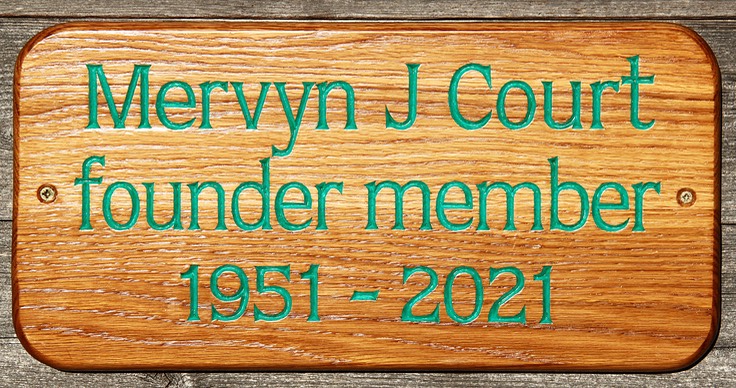 Mervyn J Court
founder member
1951 - 2021